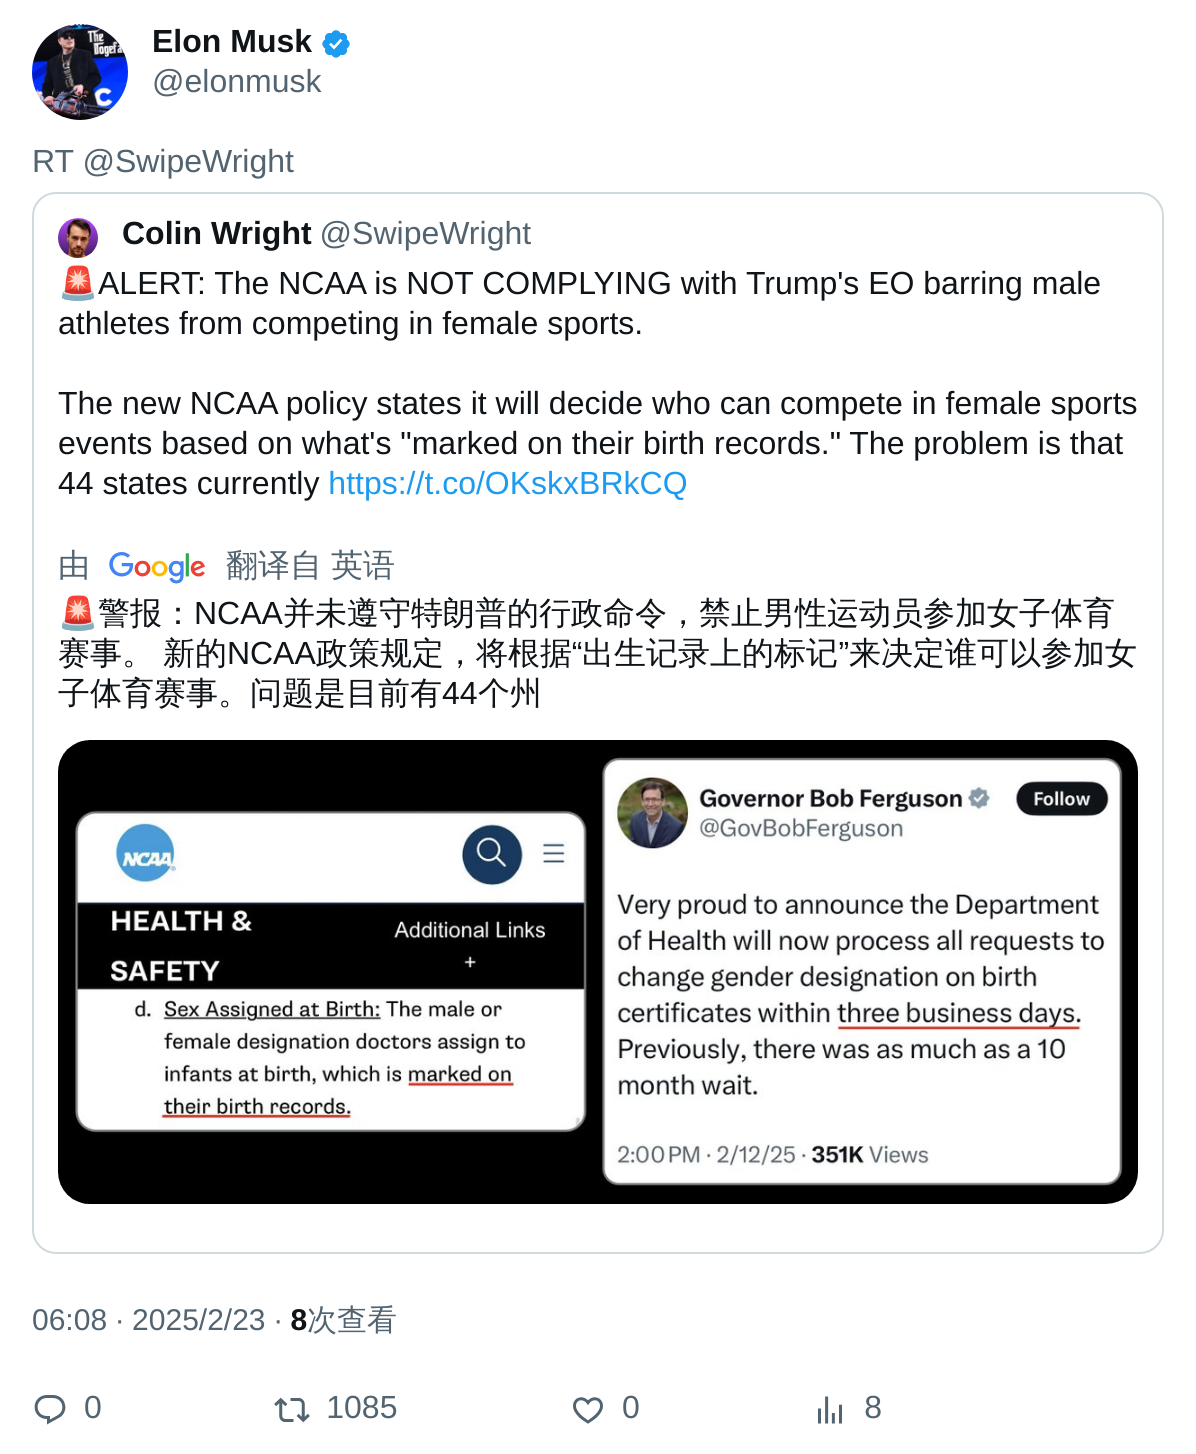 The
Dogefa
C
Elon Musk
@elonmusk
RT @SwipeWright
Colin Wright @SwipeWright
🚨ALERT: The NCAA is NOT COMPLYING with Trump's EO barring male
athletes from competing in female sports.
The new NCAA policy states it will decide who can compete in female sports
events based on what's "marked on their birth records." The problem is that
44 states currently https://t.co/OKskxBRkCQ
由 Google 翻译自 英语
🚨警报：NCAA并未遵守特朗普的行政命令，禁止男性运动员参加女子体育
赛事。 新的NCAA政策规定，将根据“出生记录上的标记”来决定谁可以参加女
子体育赛事。问题是目前有44个州
NCAA
HEALTH &
SAFETY
Additional Links
+
d. Sex Assigned at Birth: The male or
female designation doctors assign to
infants at birth, which is marked on
their birth records.
Governor Bob Ferguson
@GovBobFerguson
Follow
Very proud to announce the Department
of Health will now process all requests to
change gender designation on birth
certificates within three business days.
Previously, there was as much as a 10
month wait.
2:00 PM · 2/12/25 · 351K Views
06:08 · 2025/2/23 · 8次查看
0 1085 0 8